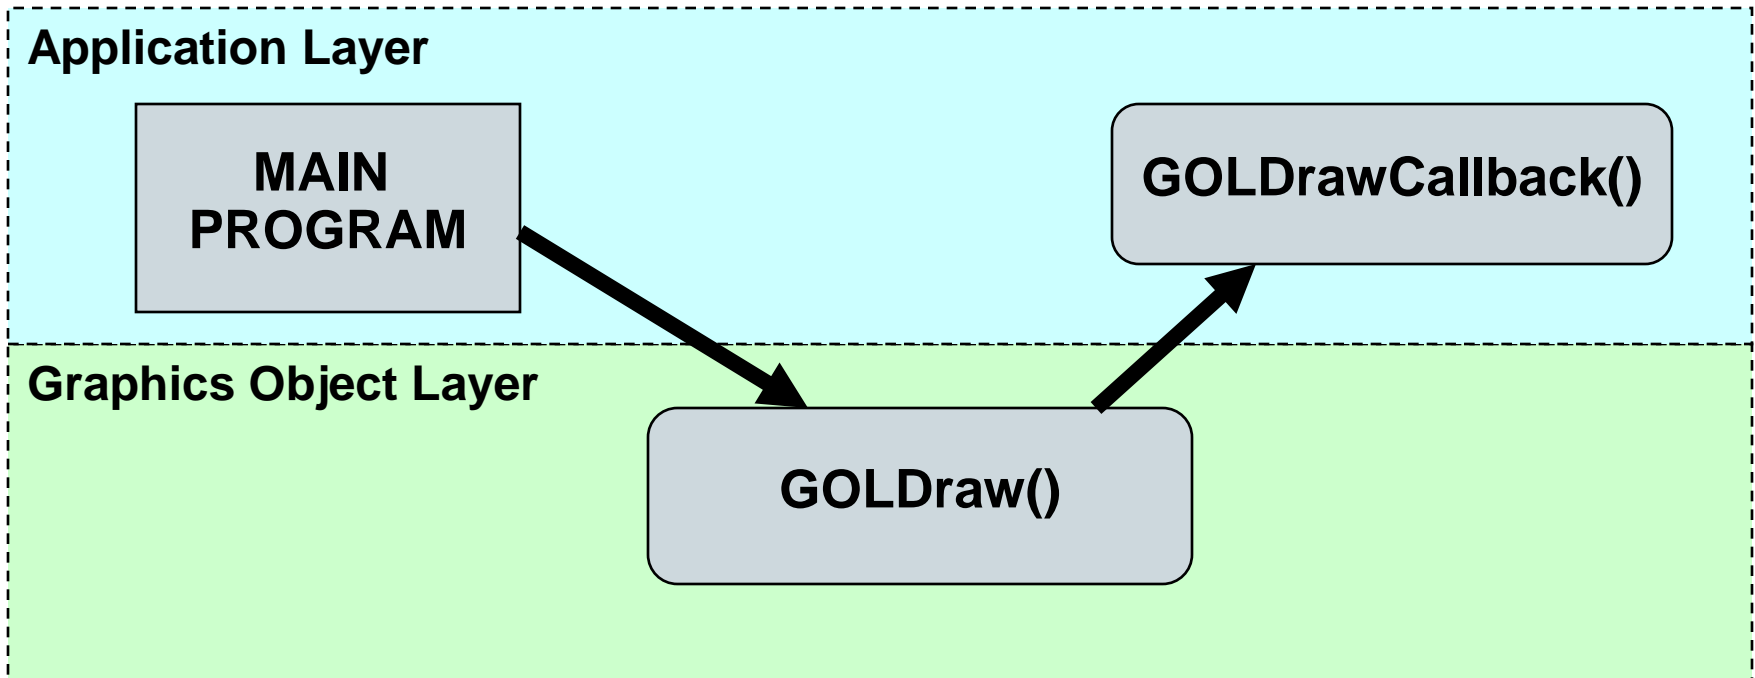 Application Layer
MAIN
PROGRAM
GOLDrawCallback()
Graphics Object Layer
GOLDraw()